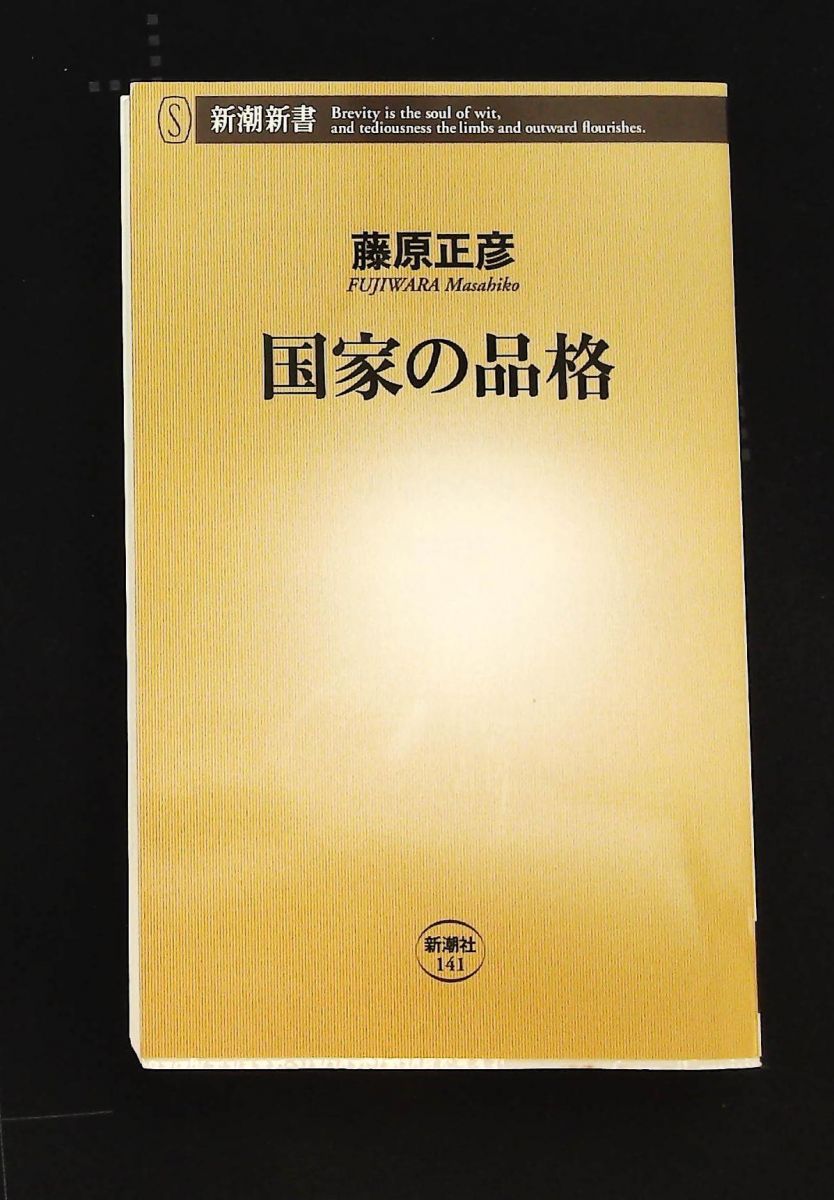 S
新潮新書
Brevity is the soul of wit,
and tediousness the limbs and outward flourishes.
藤原正彦
FUJIWARA Masahiko
国家の品格
新潮社
141